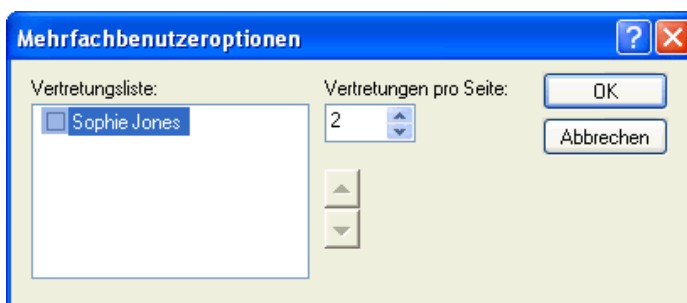 Mehrfachbenutzeroptionen
Vertretungsliste:
Sophie Jones
Vertretungen pro Seite:
2
OK
Abbrechen